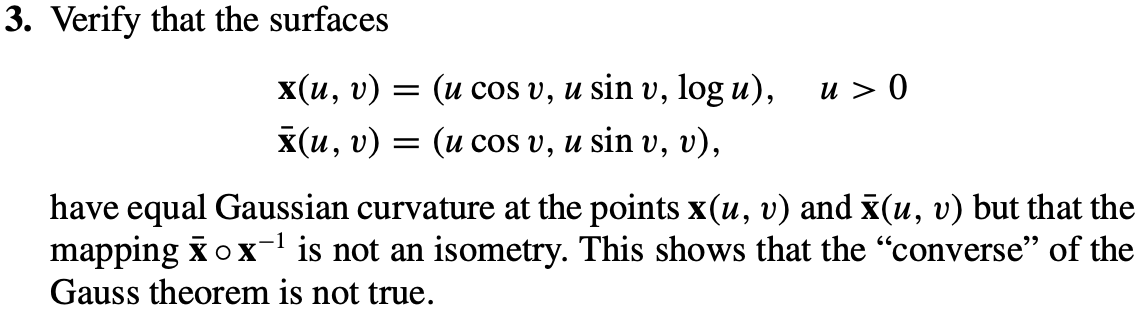 3. Verify that the surfaces
x(u, v) = (u cos v, u sin v, log u), u > 0
x̄(u, v) = (u cos v, u sin v, v),
have equal Gaussian curvature at the points x(u, v) and x̄(u, v) but that the
mapping x̄ ∘ x⁻¹ is not an isometry. This shows that the “converse” of the
Gauss theorem is not true.